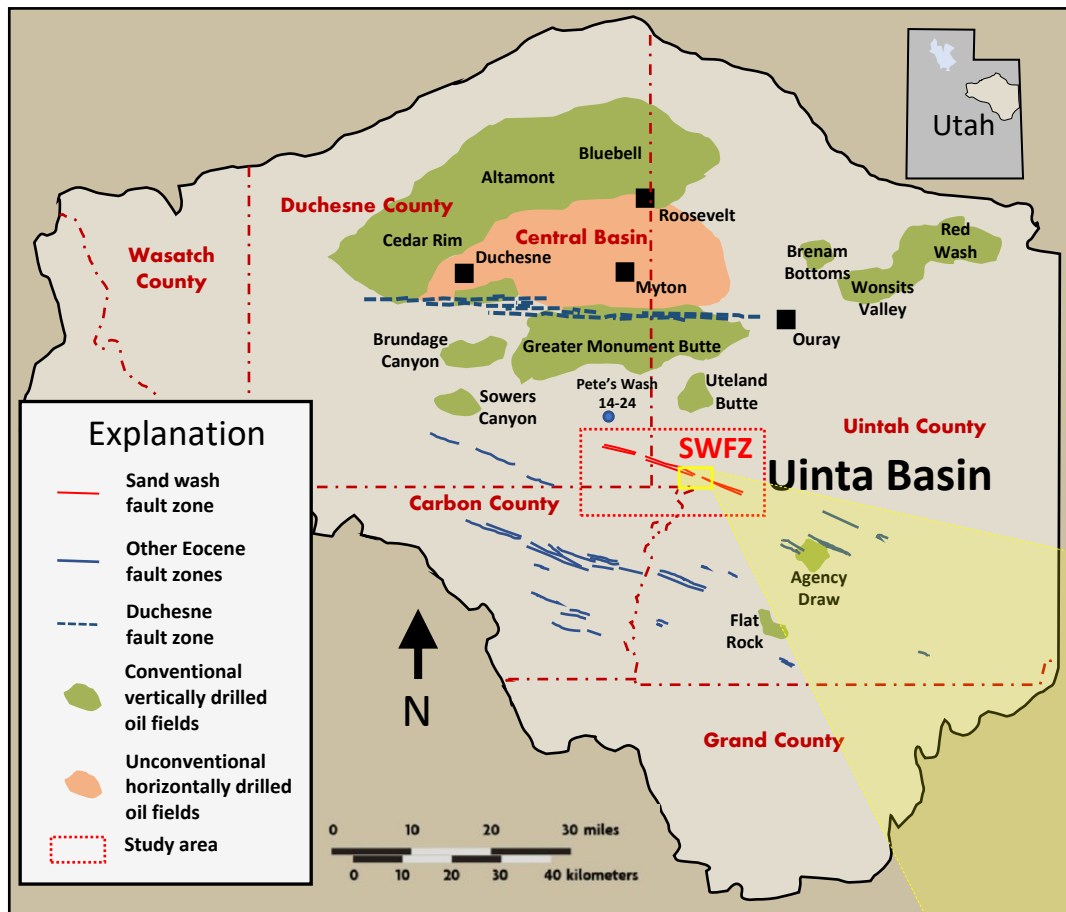 Utah
Bluebell
Altamont
Roosevelt
Duchesne County
Cedar Rim
Central Basin
Duchesne
Myton
Wasatch
County
Red
Wash
Brenam
Bottoms
Wonsits
Valley
Ouray
Brundage
Canyon
Greater Monument Butte
Pete's Wash
14-24
Uteland
Butte
Sowers
Canyon
Uintah County
SWFZ
Uinta Basin
Carbon County
Agency
Draw
Flat
Rock
Grand County
N
Explanation
Sand wash
fault zone
Other Eocene
fault zones
Duchesne
fault zone
Conventional
vertically drilled
oil fields
Unconventional
horizontally drilled
oil fields
Study area
0 10 20 30 miles
0 10 20 30 40 kilometers